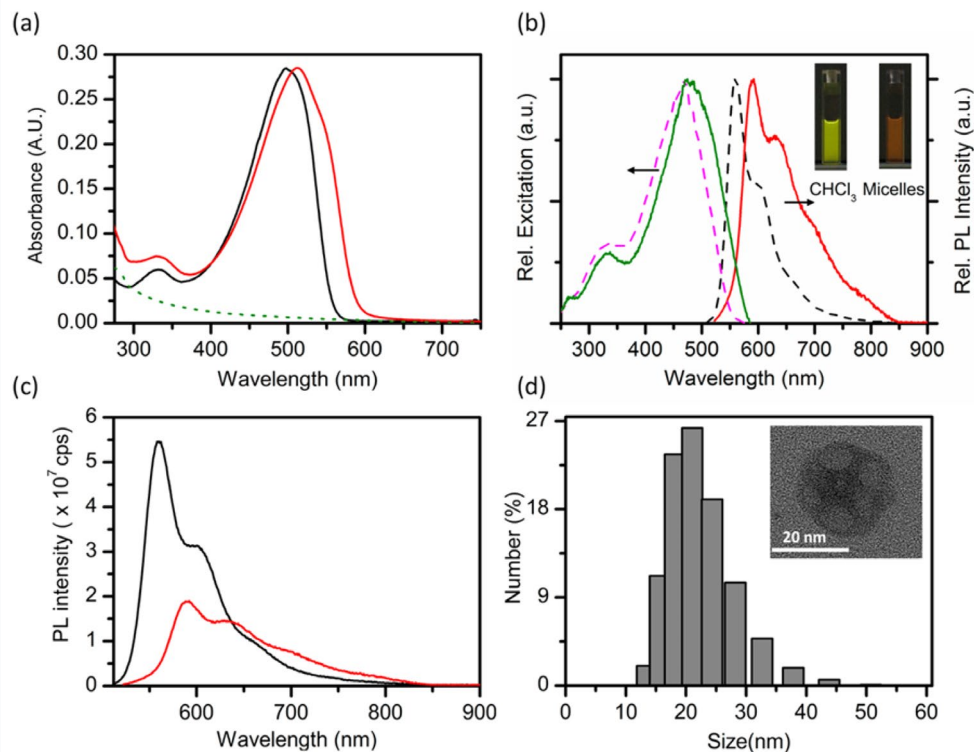 (a)
0.30
0.25
0.20
0.15
0.10
0.05
0.00
Absorbance (A.U.)
300
400
500
600
700
Wavelength (nm)
(b)
Rel. Excitation (a.u.)
CHCl₃ Micelles
Rel. PL Intensity (a.u.)
300 400 500 600 700 800 900
Wavelength (nm)
(c)
6
5
4
3
2
1
0
PL intensity ( x 10⁷ cps)
600
700
800
900
Wavelength (nm)
(d)
27
18
9
0
Number (%)
20 nm
0
10
20
30
40
50
60
Size(nm)